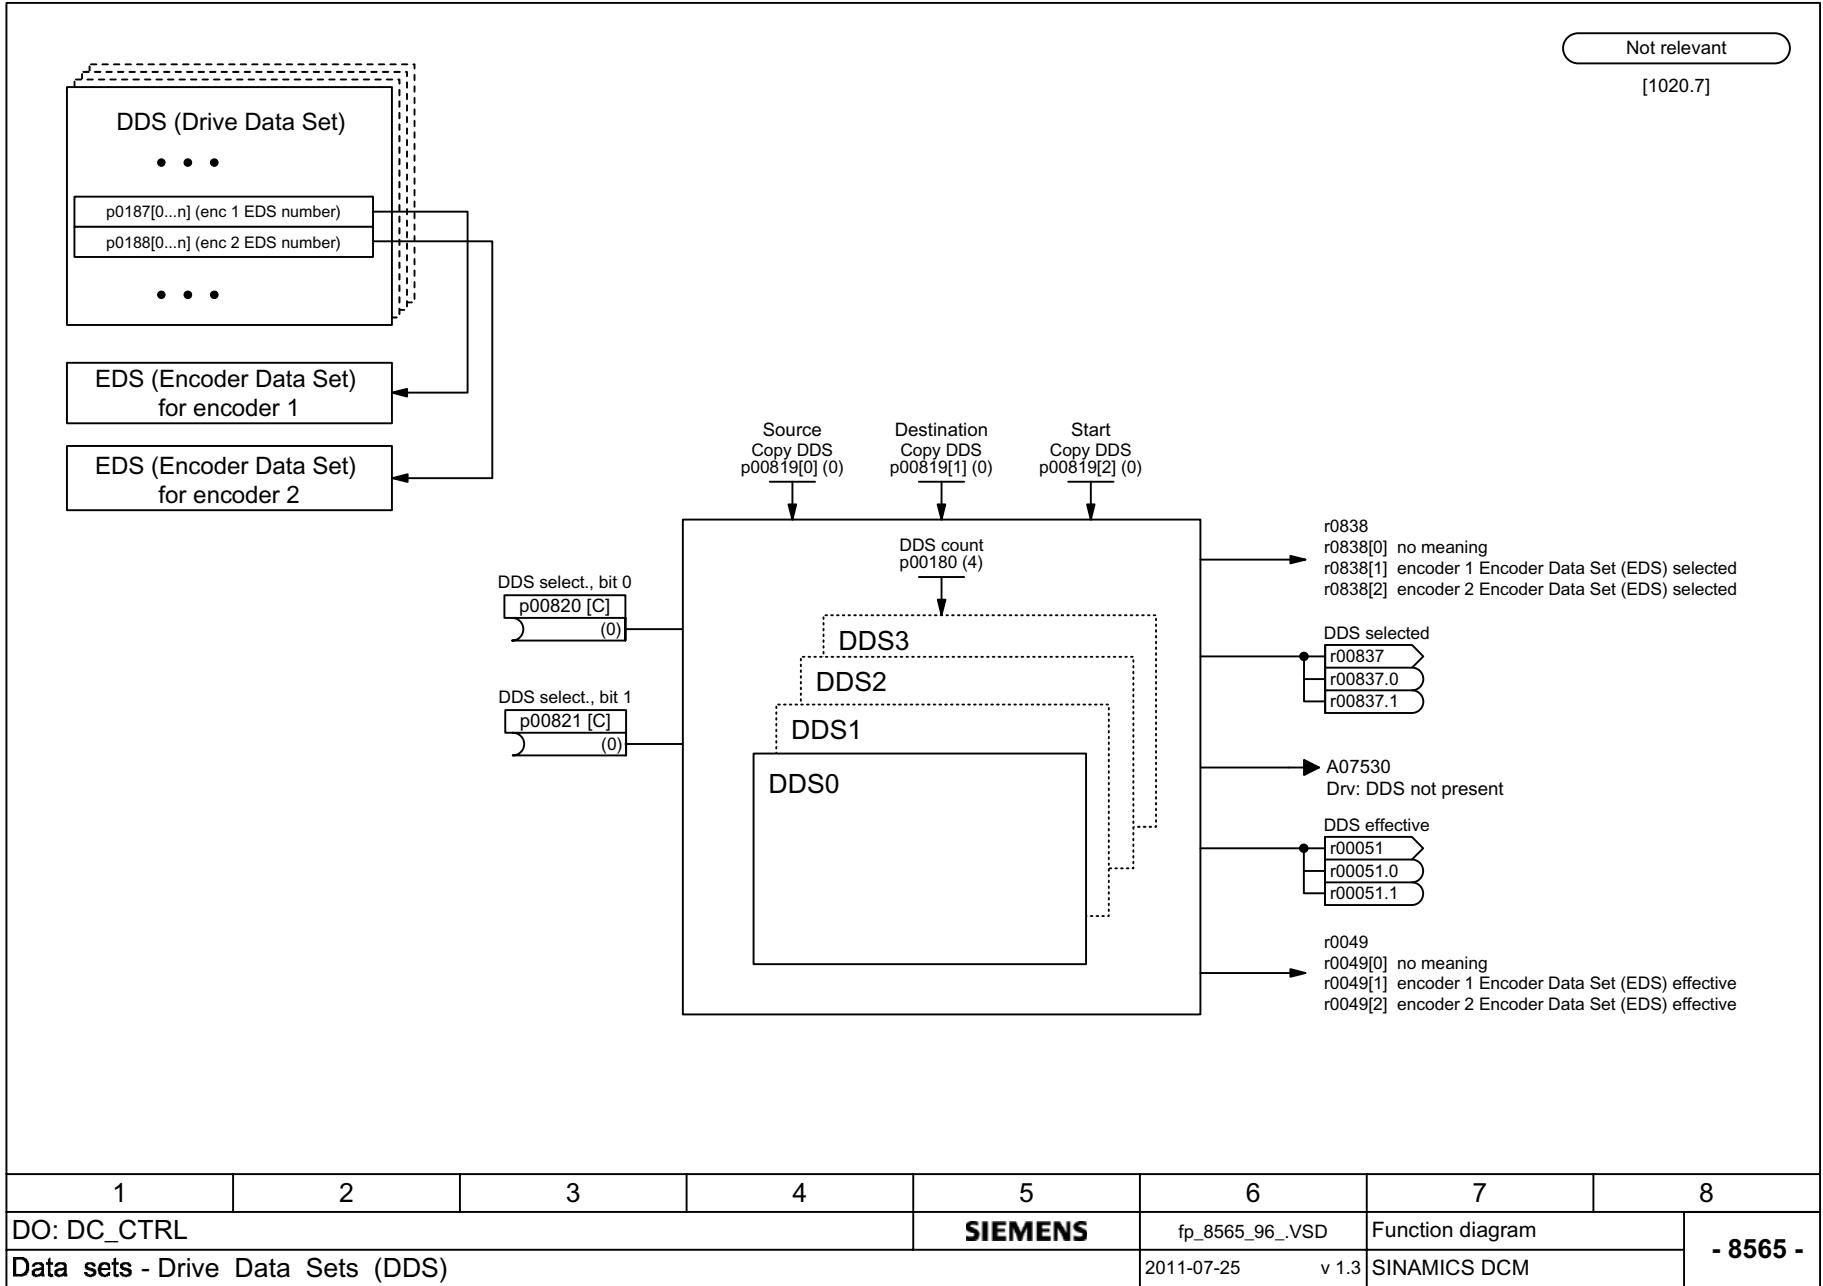 Not relevant
[1020.7]
DDS (Drive Data Set)
• • •
p0187[0...n] (enc 1 EDS number)
p0188[0...n] (enc 2 EDS number)
• • •
EDS (Encoder Data Set)
for encoder 1
EDS (Encoder Data Set)
for encoder 2
Source
Copy DDS
p00819[0] (0)
Destination
Copy DDS
p00819[1] (0)
Start
Copy DDS
p00819[2] (0)
DDS count
p00180 (4)
DDS select., bit 0
p00820 [C]
(0)
DDS select., bit 1
p00821 [C]
(0)
DDS3
DDS2
DDS1
DDS0
r0838
r0838[0] no meaning
r0838[1] encoder 1 Encoder Data Set (EDS) selected
r0838[2] encoder 2 Encoder Data Set (EDS) selected
DDS selected
r00837
r00837.0
r00837.1
A07530
Drv: DDS not present
DDS effective
r00051
r00051.0
r00051.1
r0049
r0049[0] no meaning
r0049[1] encoder 1 Encoder Data Set (EDS) effective
r0049[2] encoder 2 Encoder Data Set (EDS) effective
1 2 3 4 5 6 7 8
DO: DC_CTRL SIEMENS fp_8565_96_.VSD Function diagram
- 8565 -
Data sets - Drive Data Sets (DDS) 2011-07-25 v 1.3 SINAMICS DCM